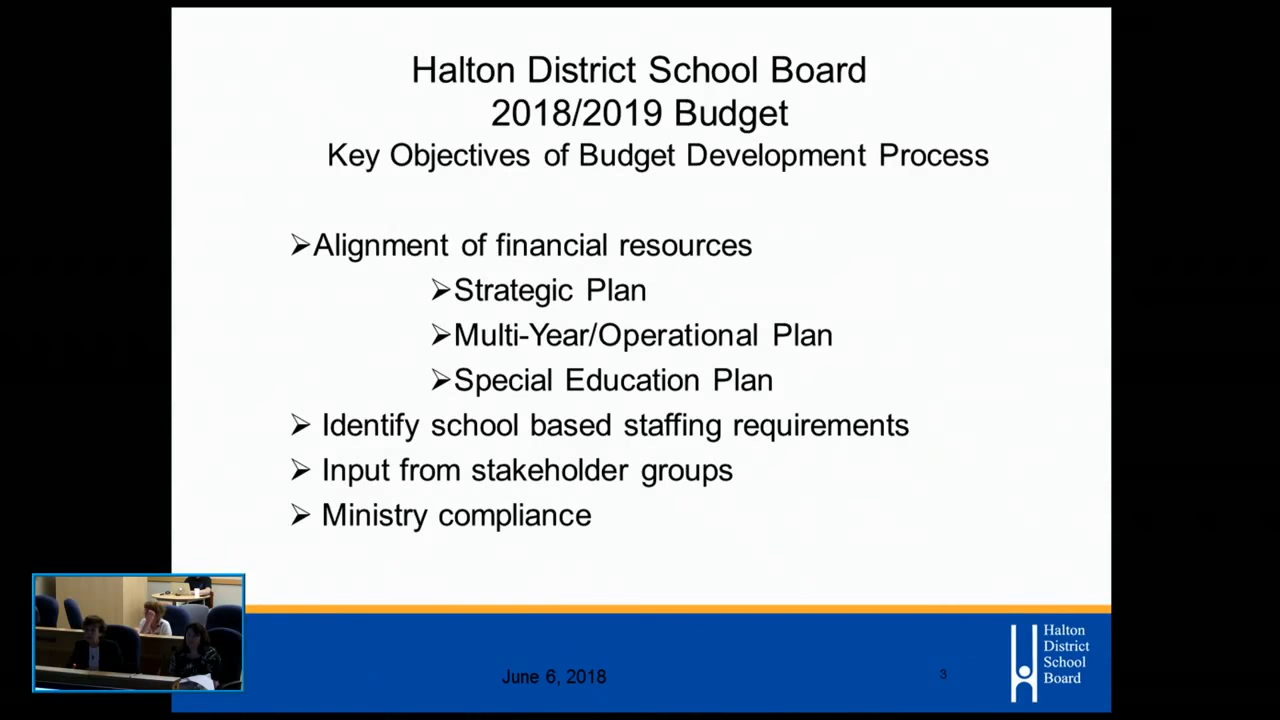 Halton District School Board
2018/2019 Budget
Key Objectives of Budget Development Process
➢Alignment of financial resources
➢Strategic Plan
➢Multi-Year/Operational Plan
➢Special Education Plan
➢ Identify school based staffing requirements
➢ Input from stakeholder groups
➢ Ministry compliance
June 6, 2018
3
Halton
District
School
Board